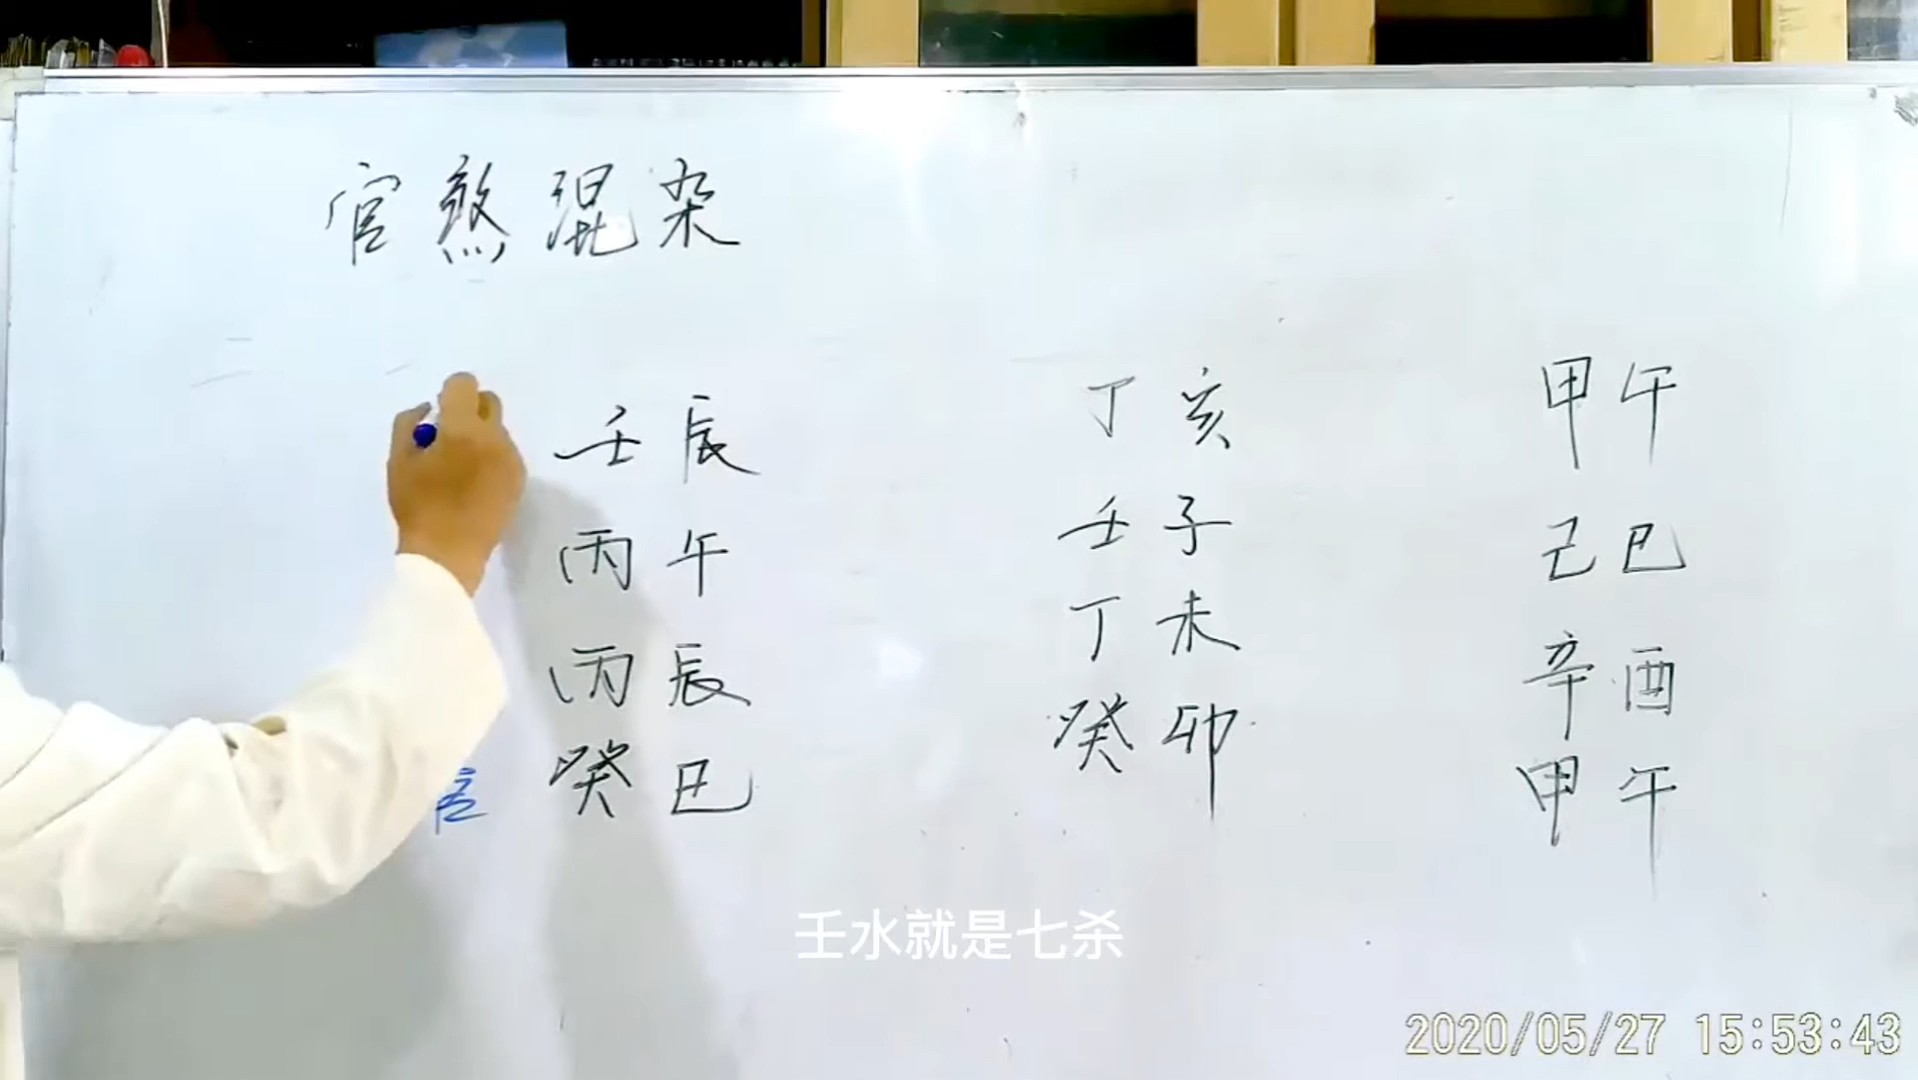 官煞混杂
壬辰
丙午
丙辰
官 癸巳
丁亥
壬子
丁未
癸卯
甲午
己巳
辛酉
甲午
壬水就是七杀
2020/05/27 15:53:43